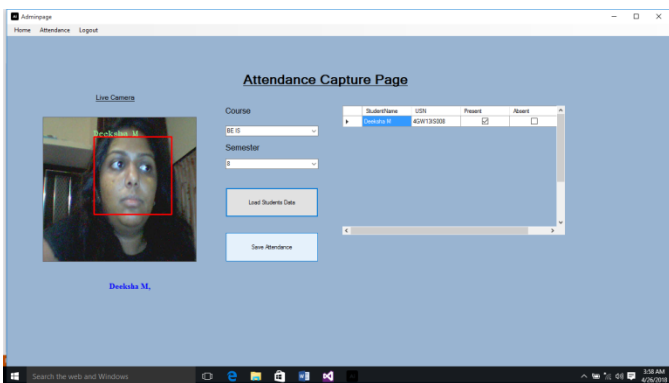 Adminpage
Home Attendance Logout
Attendance Capture Page
Live Camera
Deeksha M
Deeksha M,
Course
BE IS
Semester
8
Load Students Data
Save Attendance
StudentName USN Present Absent
Deeksha M 4GW13IS008
Search the web and Windows
3:58 AM
4/26/2018